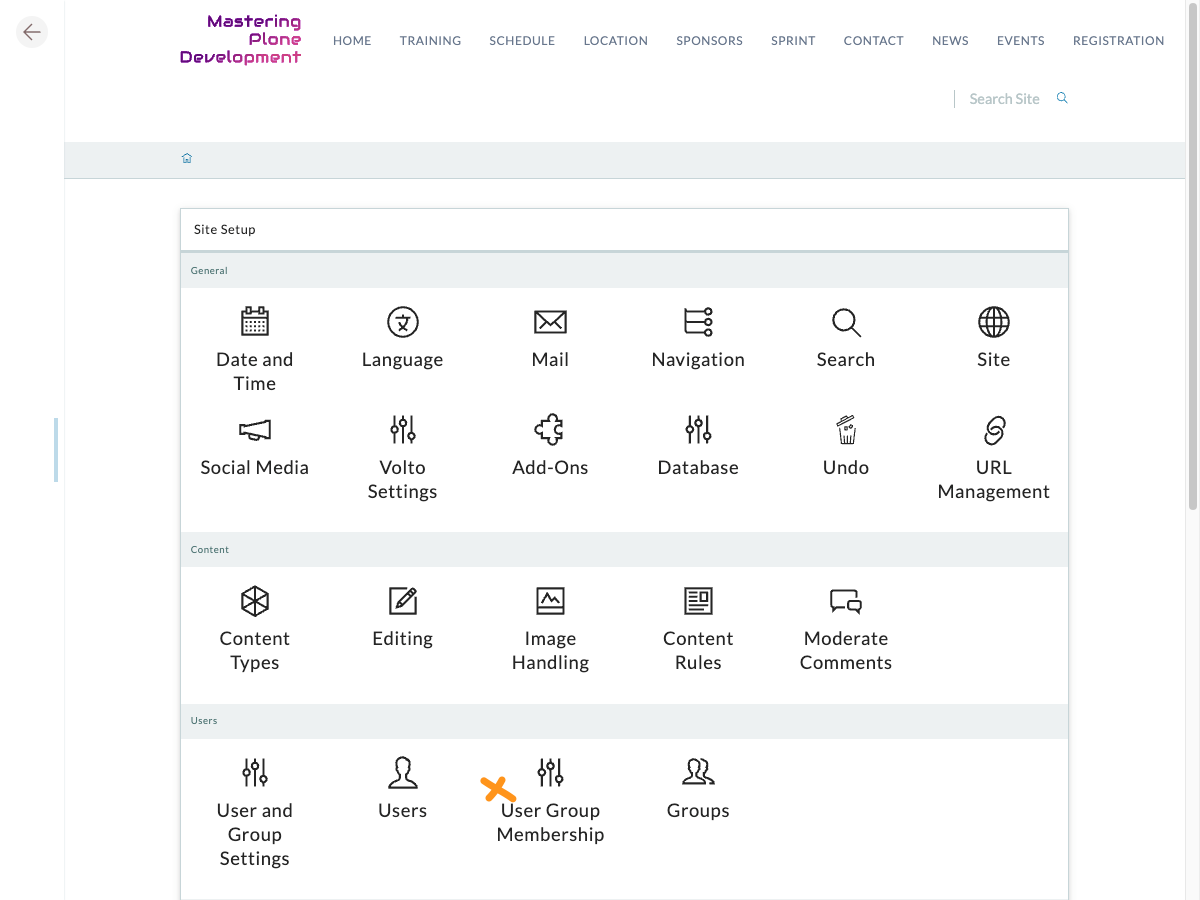 Mastering
Plone
Development
HOME TRAINING SCHEDULE LOCATION SPONSORS SPRINT CONTACT NEWS EVENTS REGISTRATION
Search Site
Site Setup
General
Date and Time
Language
Mail
Navigation
Search
Site
Social Media
Volto Settings
Add-Ons
Database
Undo
URL Management
Content
Content Types
Editing
Image Handling
Content Rules
Moderate Comments
Users
User and Group Settings
Users
User Group Membership
Groups